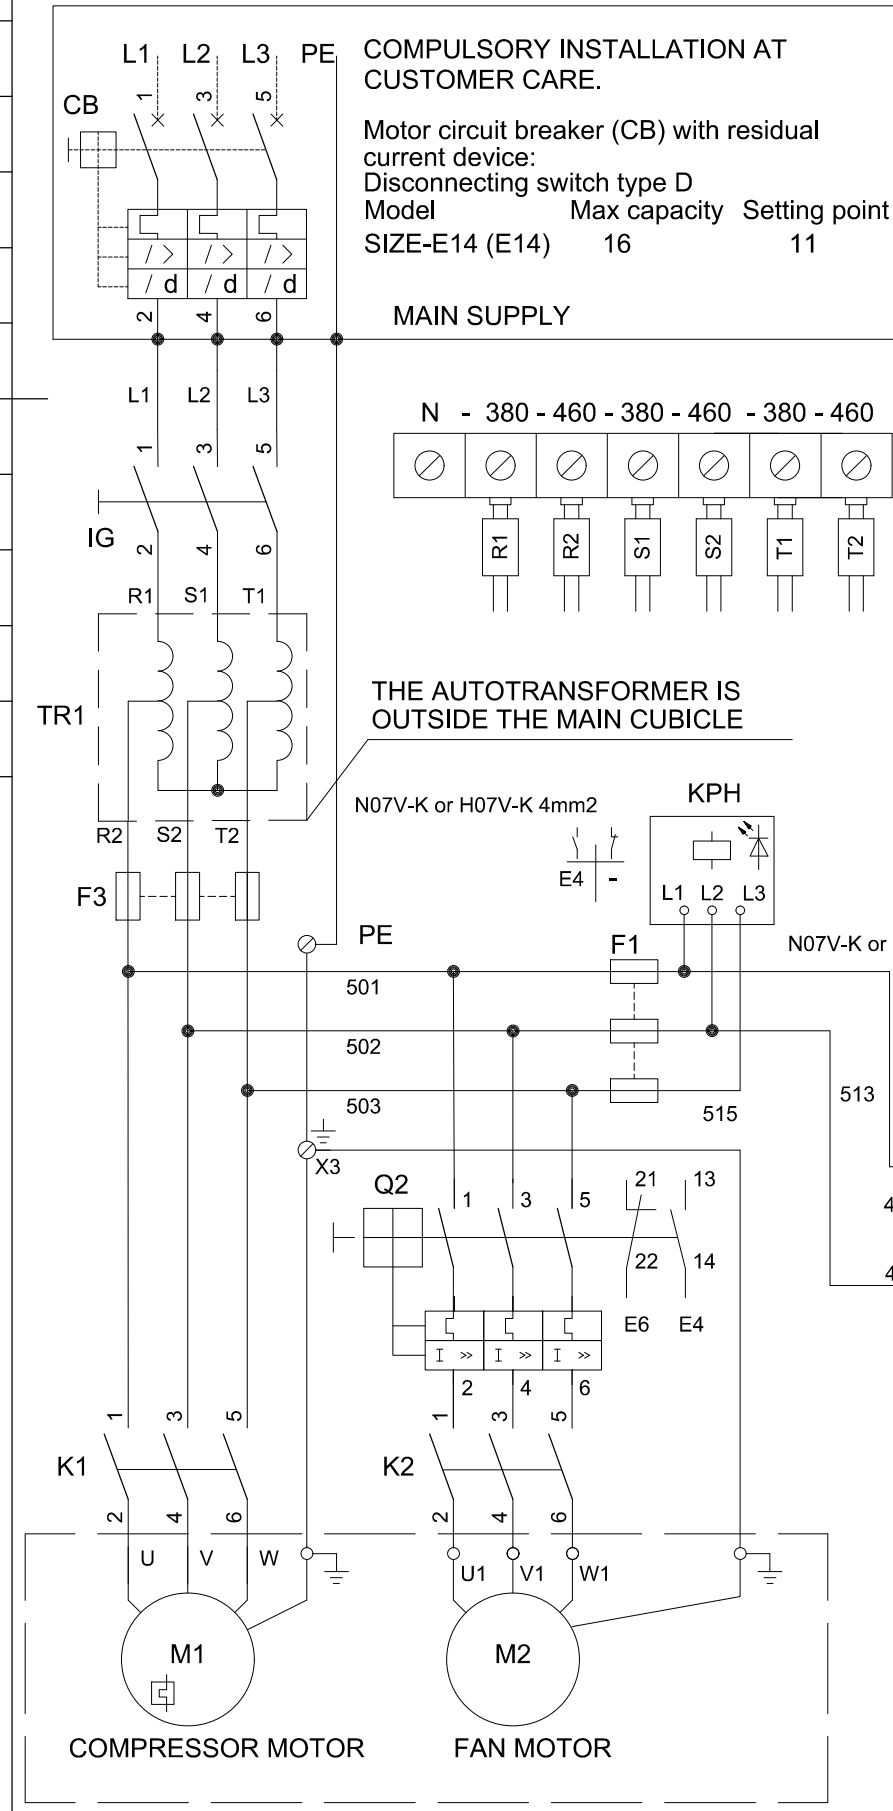 L1 L2 L3 PE
COMPULSORY INSTALLATION AT
CUSTOMER CARE.
CB
1 3 5
Motor circuit breaker (CB) with residual
current device:
Disconnecting switch type D
Model Max capacity Setting point
SIZE-E14 (E14) 16 11
/ > / > / >
/ d / d / d
2 4 6
MAIN SUPPLY
L1 L2 L3
N - 380 - 460 - 380 - 460 - 380 - 460
1 3 5
IG
2 4 6
R1 R2 S1 S2 T1 T2
R1 S1 T1
THE AUTOTRANSFORMER IS
OUTSIDE THE MAIN CUBICLE
TR1
N07V-K or H07V-K 4mm2
KPH
R2 S2 T2
E4 -
L1 L2 L3
F3
PE
F1
N07V-K or
501
502
503
515
513
X3
Q2
1 3 5
21 13
22 14
4
4
E6 E4
I >> I >> I >>
2 4 6
1 3 5
1 3 5
K1
K2
2 4 6
2 4 6
U V W
U1 V1 W1
M1
M2
COMPRESSOR MOTOR
FAN MOTOR